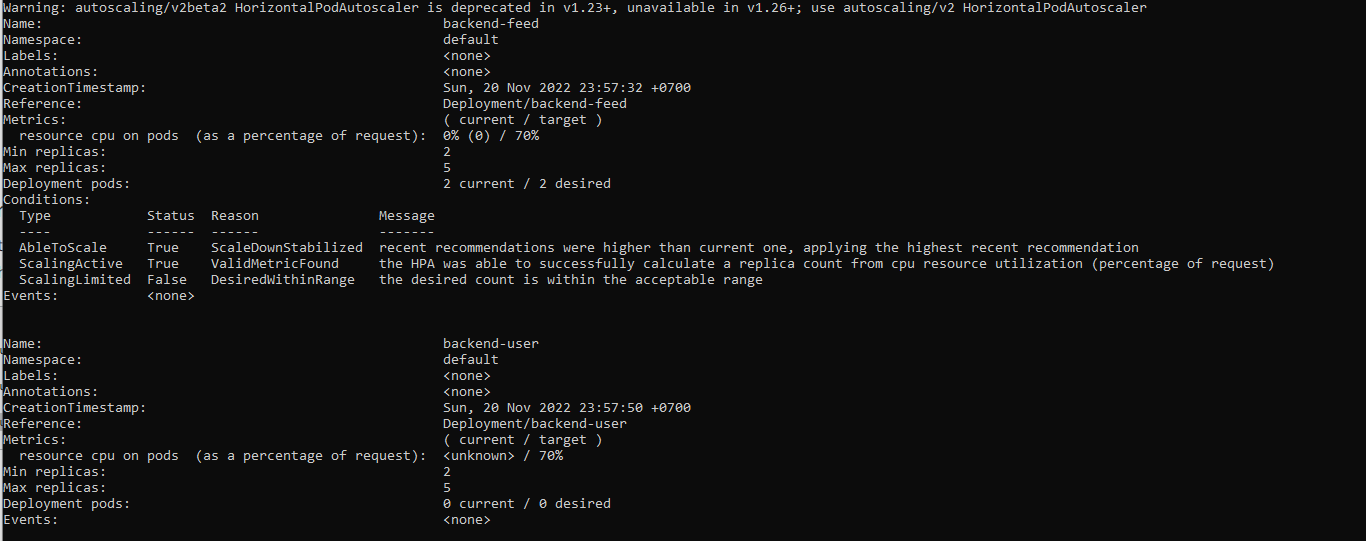 Warning: autoscaling/v2beta2 HorizontalPodAutoscaler is deprecated in v1.23+, unavailable in v1.26+; use autoscaling/v2 HorizontalPodAutoscaler
Name: backend-feed
Namespace: default
Labels: <none>
Annotations: <none>
CreationTimestamp: Sun, 20 Nov 2022 23:57:32 +0700
Reference: Deployment/backend-feed
Metrics: ( current / target )
resource cpu on pods (as a percentage of request): 0% (0) / 70%
Min replicas: 2
Max replicas: 5
Deployment pods: 2 current / 2 desired
Conditions:
Type Status Reason Message
---- ------ ------ -------
AbleToScale True ScaleDownStabilized recent recommendations were higher than current one, applying the highest recent recommendation
ScalingActive True ValidMetricFound the HPA was able to successfully calculate a replica count from cpu resource utilization (percentage of request)
ScalingLimited False DesiredWithinRange the desired count is within the acceptable range
Events: <none>
Name: backend-user
Namespace: default
Labels: <none>
Annotations: <none>
CreationTimestamp: Sun, 20 Nov 2022 23:57:50 +0700
Reference: Deployment/backend-user
Metrics: ( current / target )
resource cpu on pods (as a percentage of request): <unknown> / 70%
Min replicas: 2
Max replicas: 5
Deployment pods: 0 current / 0 desired
Events: <none>